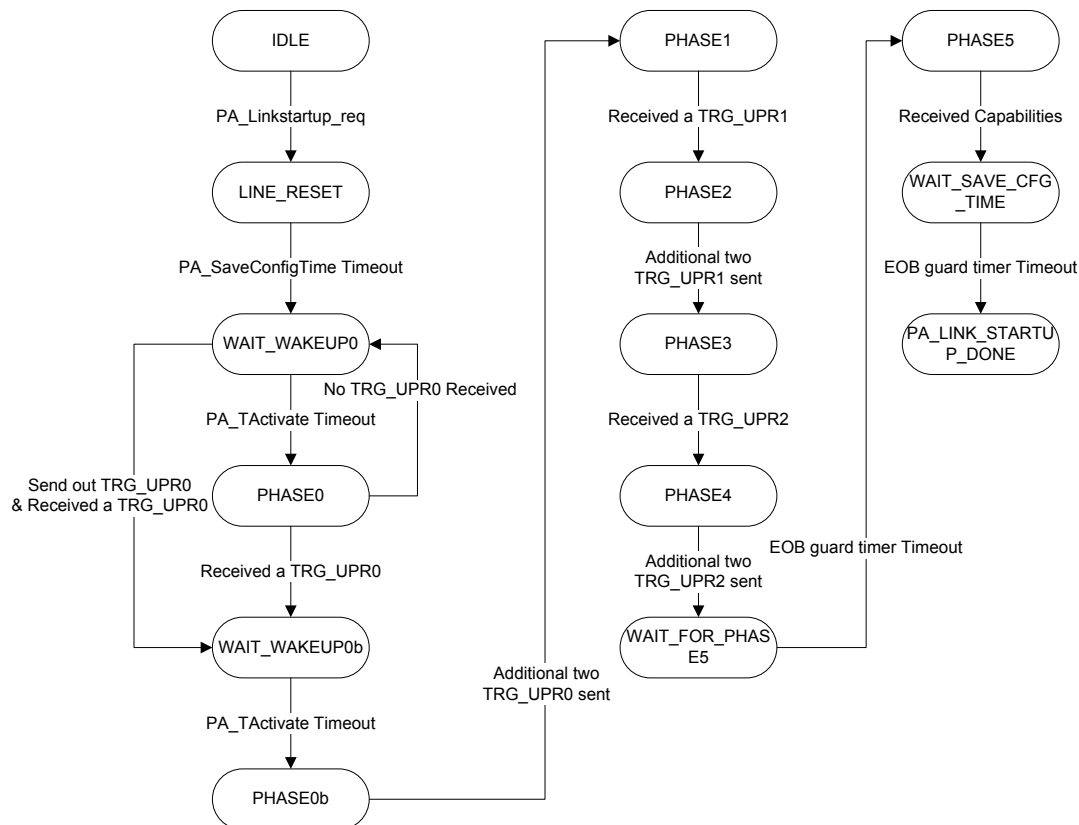 IDLE
PA_Linkstartup_req
LINE_RESET
PA_SaveConfigTime Timeout
WAIT_WAKEUP0
No TRG_UPR0 Received
PA_TActivate Timeout
Send out TRG_UPR0
& Received a TRG_UPR0
PHASE0
Received a TRG_UPR0
WAIT_WAKEUP0b
PA_TActivate Timeout
PHASE0b
Additional two
TRG_UPR0 sent
PHASE1
Received a TRG_UPR1
PHASE2
Additional two
TRG_UPR1 sent
PHASE3
Received a TRG_UPR2
PHASE4
Additional two
TRG_UPR2 sent
WAIT_FOR_PHAS
E5
EOB guard timer Timeout
PHASE5
Received Capabilities
WAIT_SAVE_CFG
_TIME
EOB guard timer Timeout
PA_LINK_STARTU
P_DONE